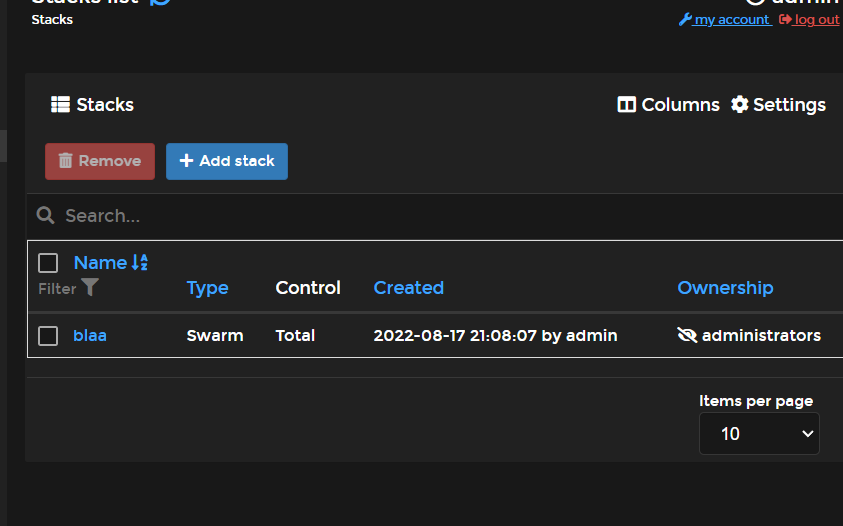 Stacks list admin
Stacks my account log out
Stacks Columns Settings
Remove Add stack
Search...
Name
Filter Type Control Created Ownership
blaa Swarm Total 2022-08-17 21:08:07 by admin administrators
Items per page
10